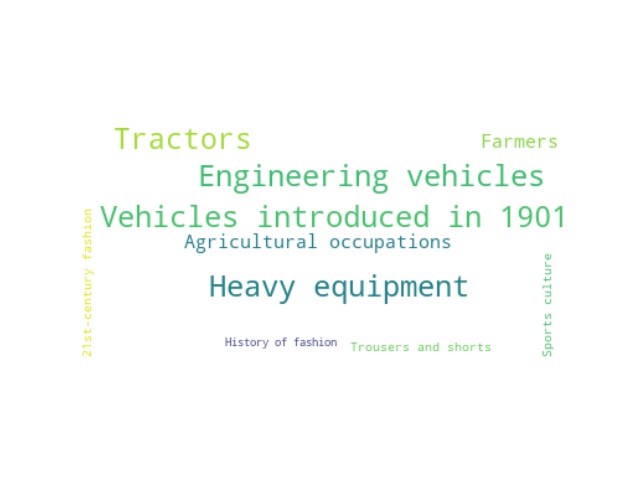 Tractors
Farmers
Engineering vehicles
Vehicles introduced in 1901
21st-century fashion
Agricultural occupations
Sports culture
Heavy equipment
History of fashion
Trousers and shorts